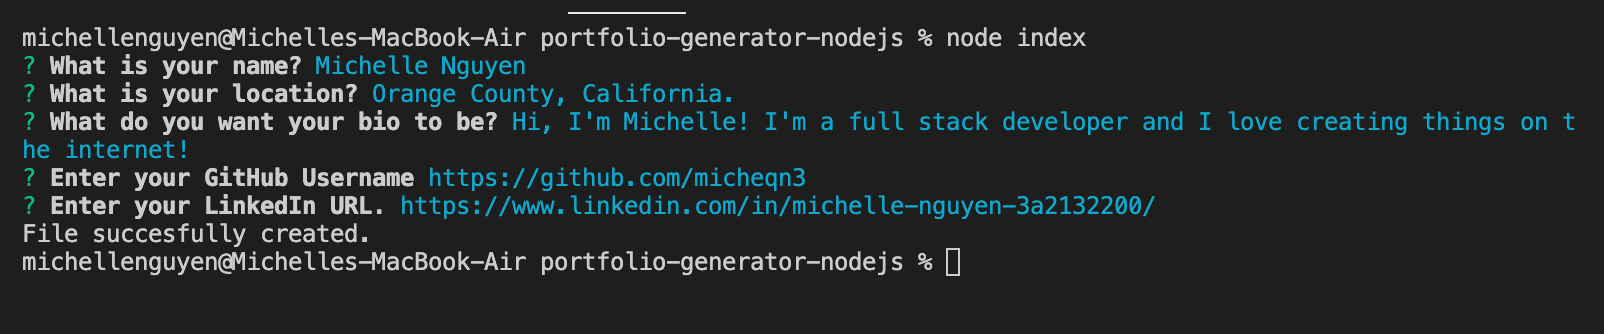 michellenguyen@Michelles-MacBook-Air portfolio-generator-nodejs % node index
? What is your name? Michelle Nguyen
? What is your location? Orange County, California.
? What do you want your bio to be? Hi, I'm Michelle! I'm a full stack developer and I love creating things on t
he internet!
? Enter your GitHub Username https://github.com/micheqn3
? Enter your LinkedIn URL. https://www.linkedin.com/in/michelle-nguyen-3a2132200/
File succesfully created.
michellenguyen@Michelles-MacBook-Air portfolio-generator-nodejs %